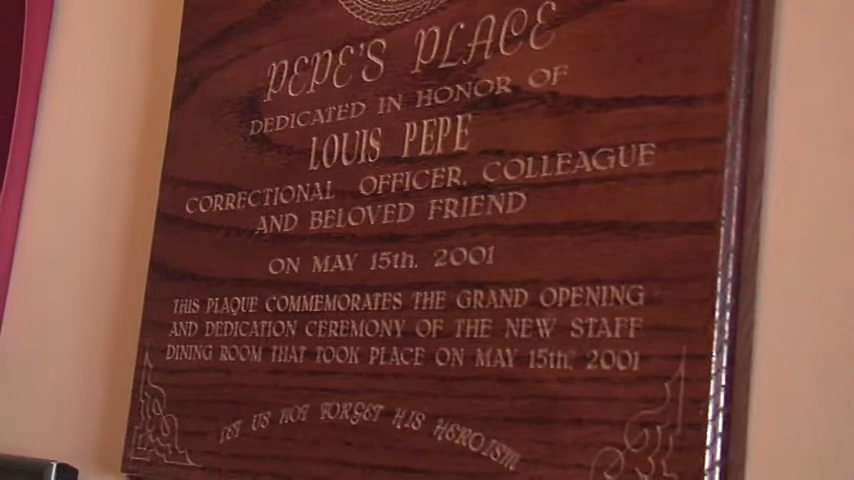 PEPE'S PLACE
DEDICATED IN HONOR OF
LOUIS PEPE
CORRECTIONAL OFFICER, COLLEAGUE
AND BELOVED FRIEND
ON MAY 15th, 2001
THIS PLAQUE COMMEMORATES THE GRAND OPENING
AND DEDICATION CEREMONY OF THE NEW STAFF
DINING ROOM THAT TOOK PLACE ON MAY 15th, 2001
LET US NOT FORGET HIS HEROISM